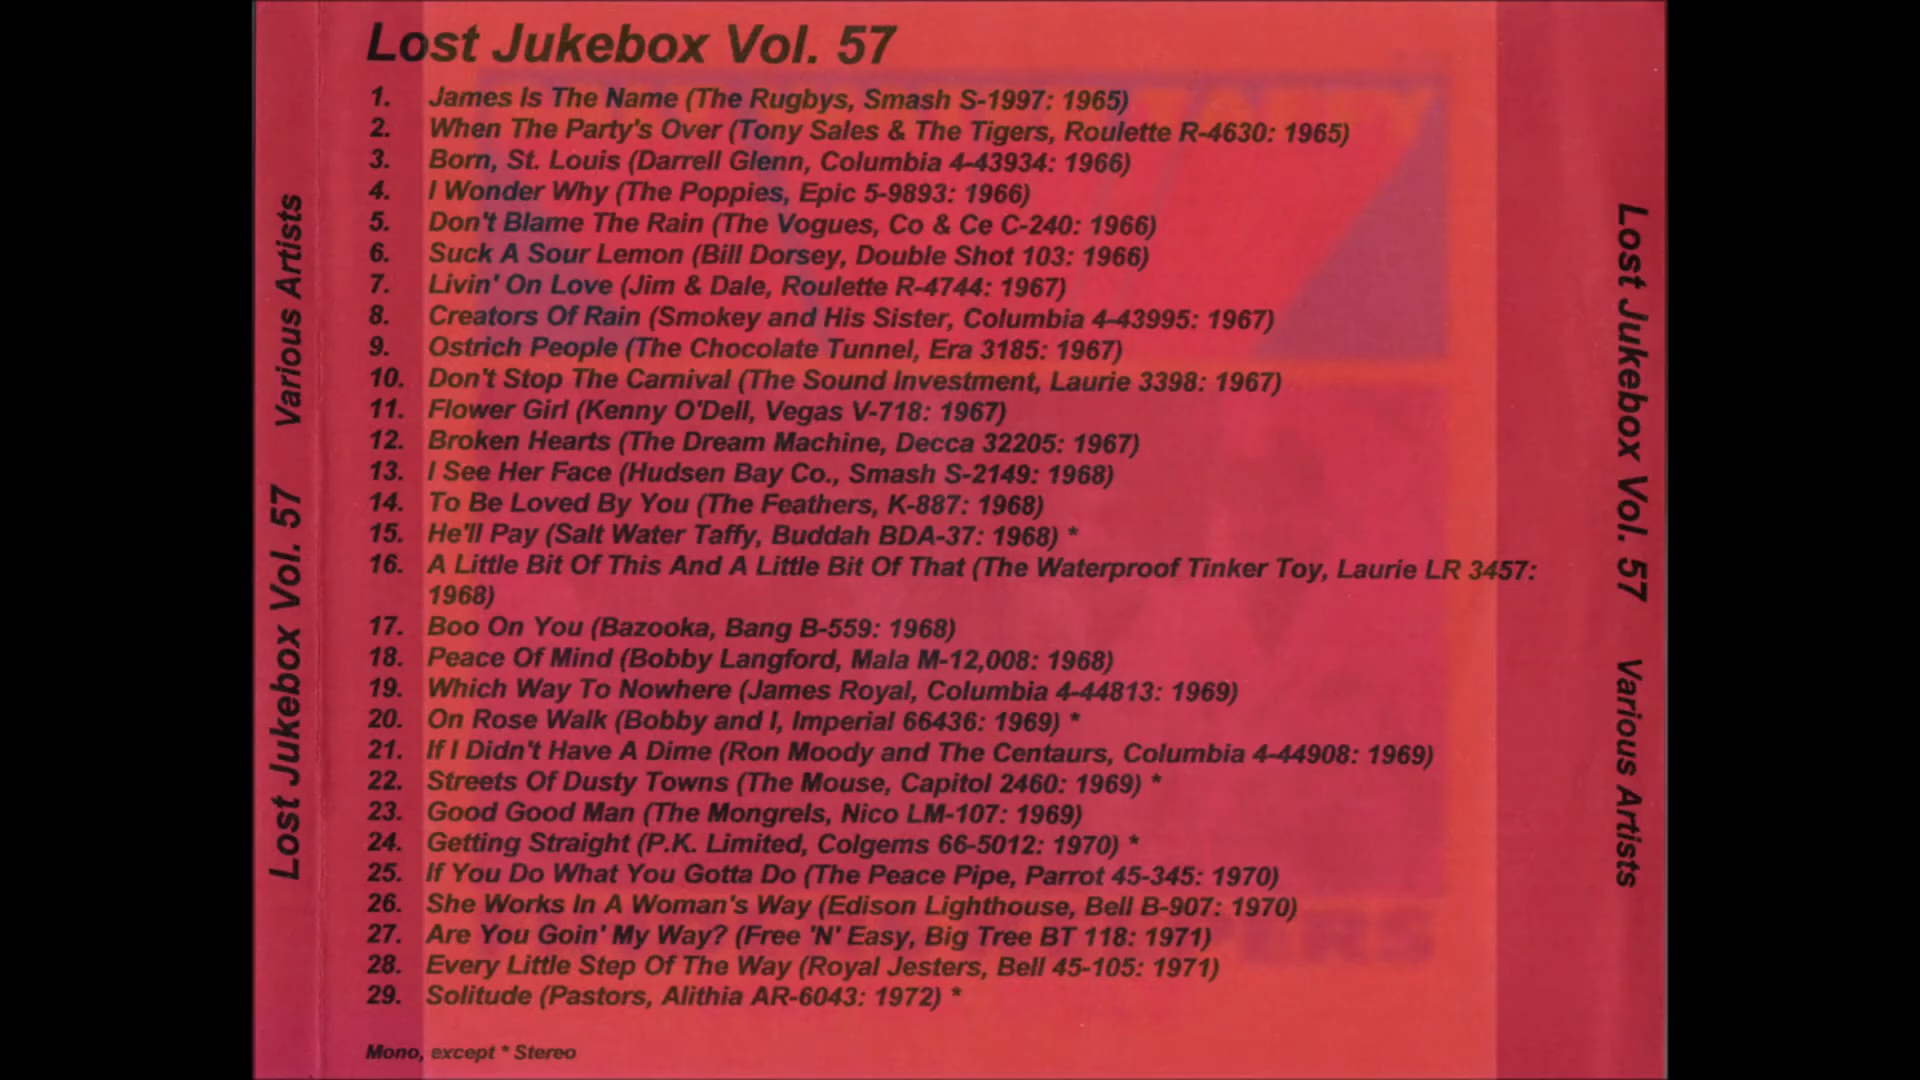 Lost Jukebox Vol. 57
1. James Is The Name (The Rugbys, Smash S-1997: 1965)
2. When The Party's Over (Tony Sales & The Tigers, Roulette R-4630: 1965)
3. Born, St. Louis (Darrell Glenn, Columbia 4-43934: 1966)
4. I Wonder Why (The Poppies, Epic 5-9893: 1966)
5. Don't Blame The Rain (The Vogues, Co & Ce C-240: 1966)
6. Suck A Sour Lemon (Bill Dorsey, Double Shot 103: 1966)
7. Livin' On Love (Jim & Dale, Roulette R-4744: 1967)
8. Creators Of Rain (Smokey and His Sister, Columbia 4-43995: 1967)
9. Ostrich People (The Chocolate Tunnel, Era 3185: 1967)
10. Don't Stop The Carnival (The Sound Investment, Laurie 3398: 1967)
11. Flower Girl (Kenny O'Dell, Vegas V-718: 1967)
12. Broken Hearts (The Dream Machine, Decca 32205: 1967)
13. I See Her Face (Hudsen Bay Co., Smash S-2149: 1968)
14. To Be Loved By You (The Feathers, K-887: 1968)
15. He'll Pay (Salt Water Taffy, Buddah BDA-37: 1968) *
16. A Little Bit Of This And A Little Bit Of That (The Waterproof Tinker Toy, Laurie LR 3457:
1968)
17. Boo On You (Bazooka, Bang B-559: 1968)
18. Peace Of Mind (Bobby Langford, Mala M-12,008: 1968)
19. Which Way To Nowhere (James Royal, Columbia 4-44813: 1969)
20. On Rose Walk (Bobby and I, Imperial 66436: 1969) *
21. If I Didn't Have A Dime (Ron Moody and The Centaurs, Columbia 4-44908: 1969)
22. Streets Of Dusty Towns (The Mouse, Capitol 2460: 1969) *
23. Good Good Man (The Mongrels, Nico LM-107: 1969)
24. Getting Straight (P.K. Limited, Colgems 66-5012: 1970) *
25. If You Do What You Gotta Do (The Peace Pipe, Parrot 45-345: 1970)
26. She Works In A Woman's Way (Edison Lighthouse, Bell B-907: 1970)
27. Are You Goin' My Way? (Free 'N' Easy, Big Tree BT 118: 1971)
28. Every Little Step Of The Way (Royal Jesters, Bell 45-105: 1971)
29. Solitude (Pastors, Alithia AR-6043: 1972) *
Mono, except * Stereo
Lost Jukebox Vol. 57 Various Artists
Lost Jukebox Vol. 57 Various Artists